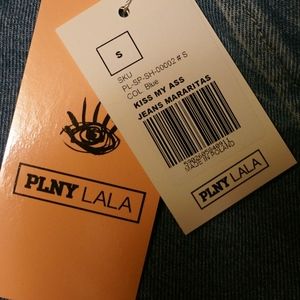 PLNY LALA
S
SKU
PL-SP-SH-00002 # S
COL. Blue
KISS MY ASS
JEANS MARARITAS
MADE IN POLAND
PLNY LALA